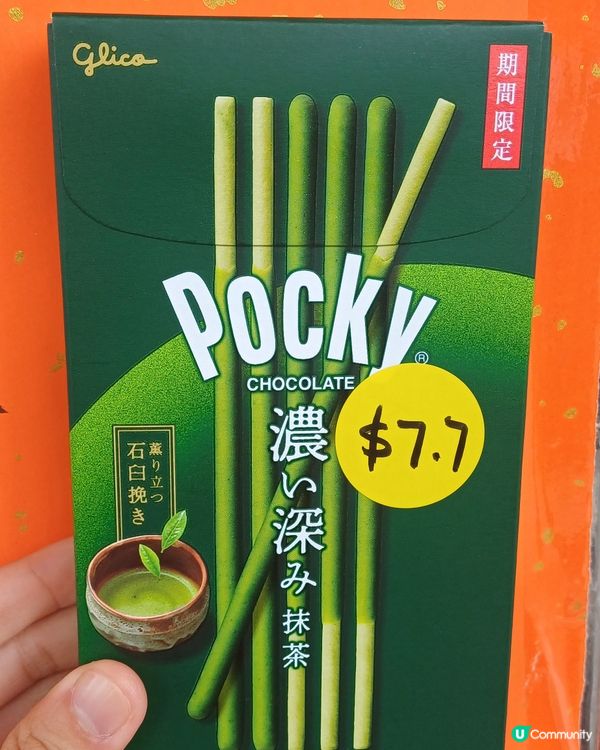 Glico
期間限定
Pocky
CHOCOLATE
濃い深み 抹茶
薫り立つ
石臼挽き
$7.7
U Community